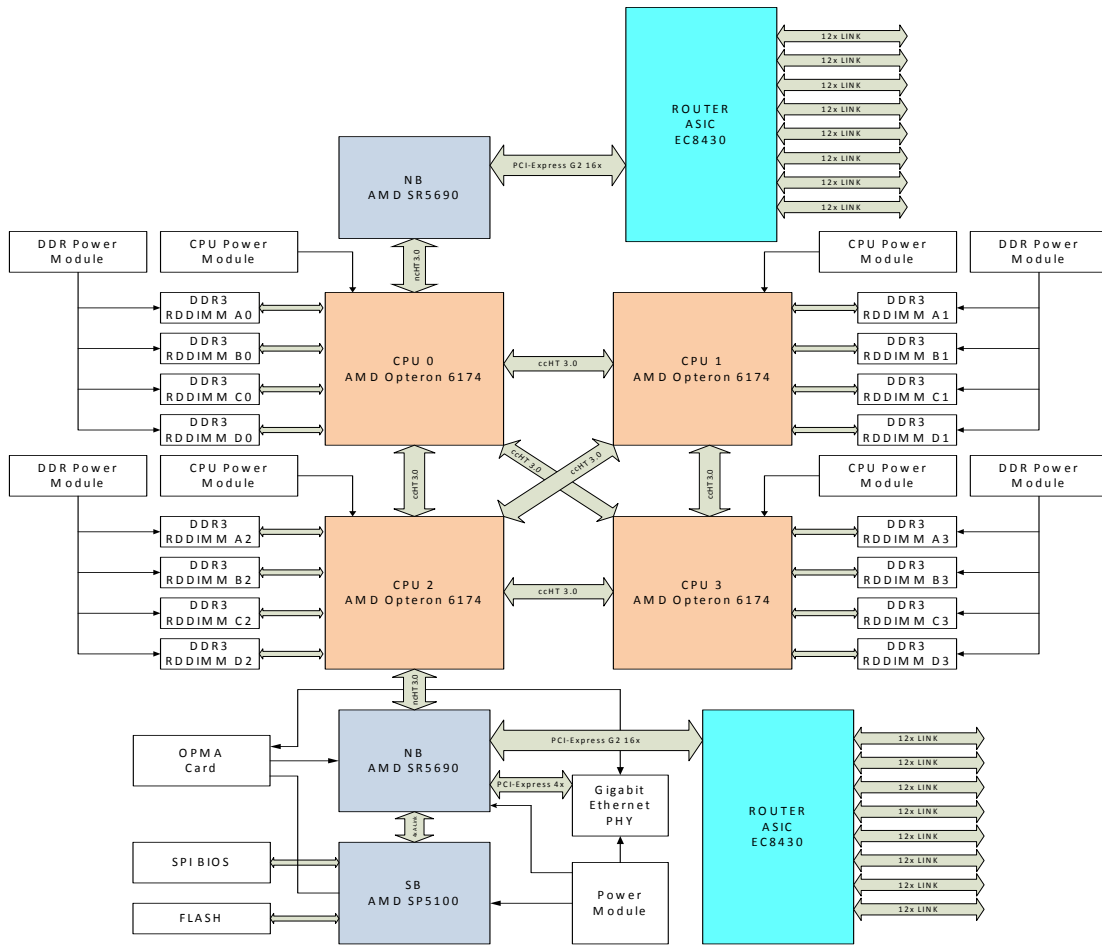 12x LINK
12x LINK
12x LINK
12x LINK
12x LINK
12x LINK
12x LINK
12x LINK
ROUTER
ASIC
EC8430
PCI-Express G2 16x
NB
AMD SR5690
ncHT 3.0
DDR Power
Module
CPU Power
Module
CPU Power
Module
DDR Power
Module
DDR3
RDDIMM A0
DDR3
RDDIMM B0
DDR3
RDDIMM C0
DDR3
RDDIMM D0
CPU 0
AMD Opteron 6174
ccHT 3.0
CPU 1
AMD Opteron 6174
DDR3
RDDIMM A1
DDR3
RDDIMM B1
DDR3
RDDIMM C1
DDR3
RDDIMM D1
ccHT 3.0
ccHT 3.0
ccHT 3.0
ccHT 3.0
DDR Power
Module
CPU Power
Module
CPU Power
Module
DDR Power
Module
DDR3
RDDIMM A2
DDR3
RDDIMM B2
DDR3
RDDIMM C2
DDR3
RDDIMM D2
CPU 2
AMD Opteron 6174
ccHT 3.0
CPU 3
AMD Opteron 6174
DDR3
RDDIMM A3
DDR3
RDDIMM B3
DDR3
RDDIMM C3
DDR3
RDDIMM D3
ncHT 3.0
OPMA
Card
NB
AMD SR5690
PCI-Express G2 16x
PCI-Express 4x
Gigabit
Ethernet
PHY
4x A-Link
SPI BIOS
FLASH
SB
AMD SP5100
Power
Module
ROUTER
ASIC
EC8430
12x LINK
12x LINK
12x LINK
12x LINK
12x LINK
12x LINK
12x LINK
12x LINK